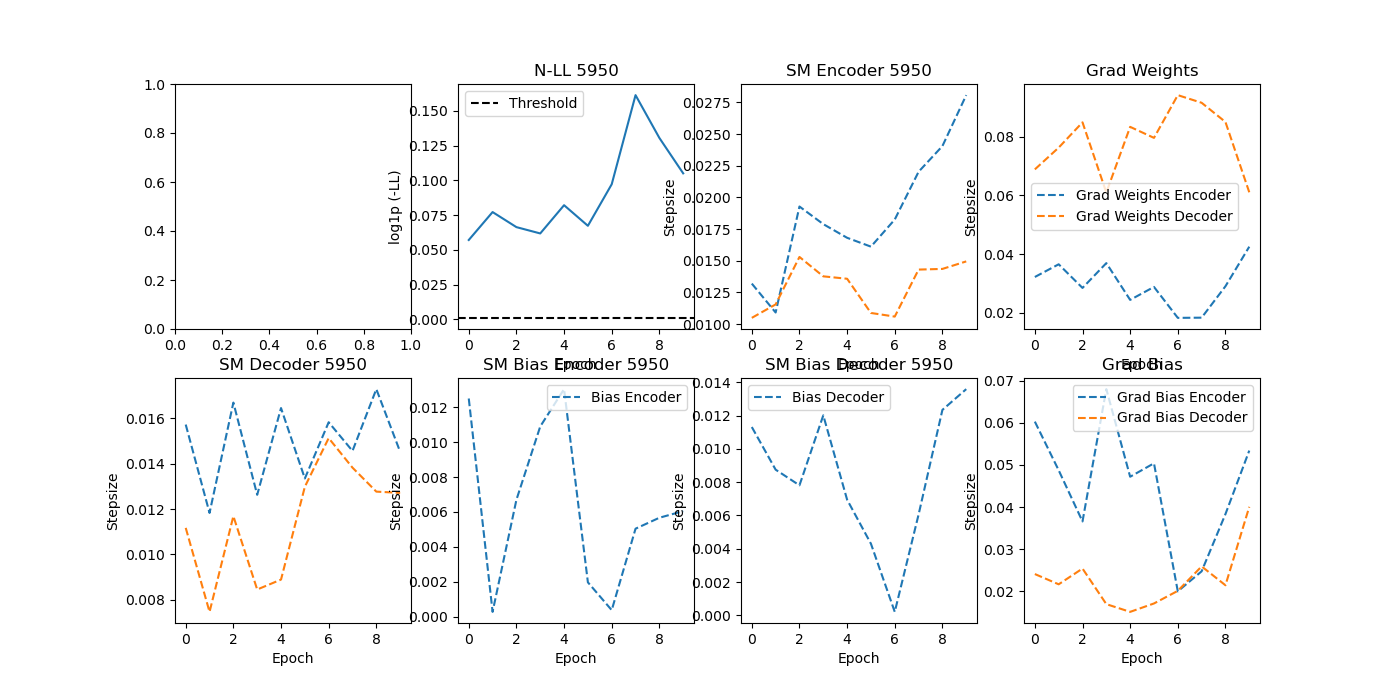 N-LL 5950
SM Encoder 5950
Grad Weights
1.0
0.8
0.6
0.4
0.2
0.0
0.0 0.2 0.4 0.6 0.8 1.0
log1p (-LL)
0.150
0.125
0.100
0.075
0.050
0.025
0.000
Threshold
0 2 4 6 8
Epoch
Stepsize
0.0275
0.0250
0.0225
0.0200
0.0175
0.0150
0.0125
0.0100
0 2 4 6 8
Epoch
Stepsize
0.08
0.06
0.04
0.02
Grad Weights Encoder
Grad Weights Decoder
0 2 4 6 8
Epoch
SM Decoder 5950
SM Bias Encoder 5950
SM Bias Decoder 5950
Grad Bias
Stepsize
0.016
0.014
0.012
0.010
0.008
0 2 4 6 8
Epoch
Stepsize
0.012
0.010
0.008
0.006
0.004
0.002
0.000
Bias Encoder
0 2 4 6 8
Epoch
Stepsize
0.014
0.012
0.010
0.008
0.006
0.004
0.002
0.000
Bias Decoder
0 2 4 6 8
Epoch
Stepsize
0.07
0.06
0.05
0.04
0.03
0.02
Grad Bias Encoder
Grad Bias Decoder
0 2 4 6 8
Epoch